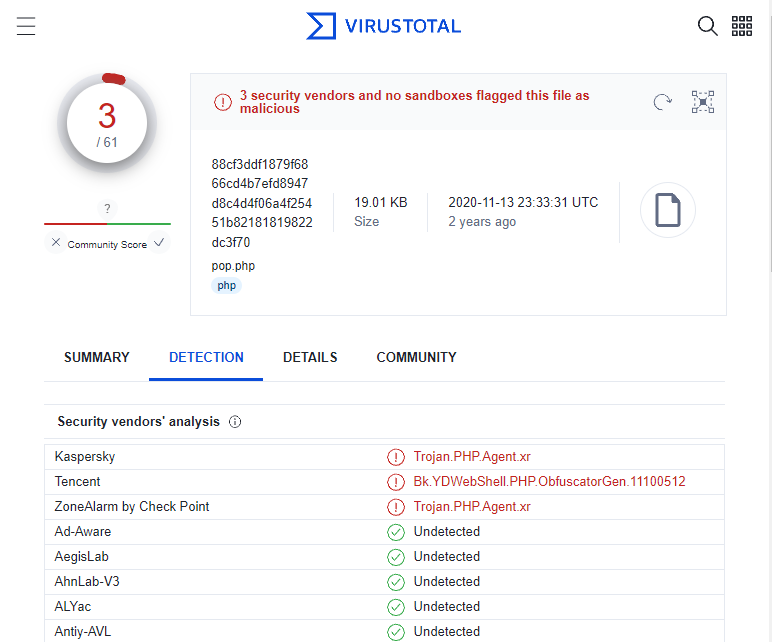 VIRUSTOTAL
3
/ 61
?
Community Score
3 security vendors and no sandboxes flagged this file as
malicious
88cf3ddf1879f68
66cd4b7efd8947
d8c4d4f06a4f254
51b82181819822
dc3f70
pop.php
php
19.01 KB
Size
2020-11-13 23:33:31 UTC
2 years ago
SUMMARY DETECTION DETAILS COMMUNITY
Security vendors' analysis
Kaspersky Trojan.PHP.Agent.xr
Tencent Bk.YDWebShell.PHP.ObfuscatorGen.11100512
ZoneAlarm by Check Point Trojan.PHP.Agent.xr
Ad-Aware Undetected
AegisLab Undetected
AhnLab-V3 Undetected
ALYac Undetected
Antiy-AVL Undetected